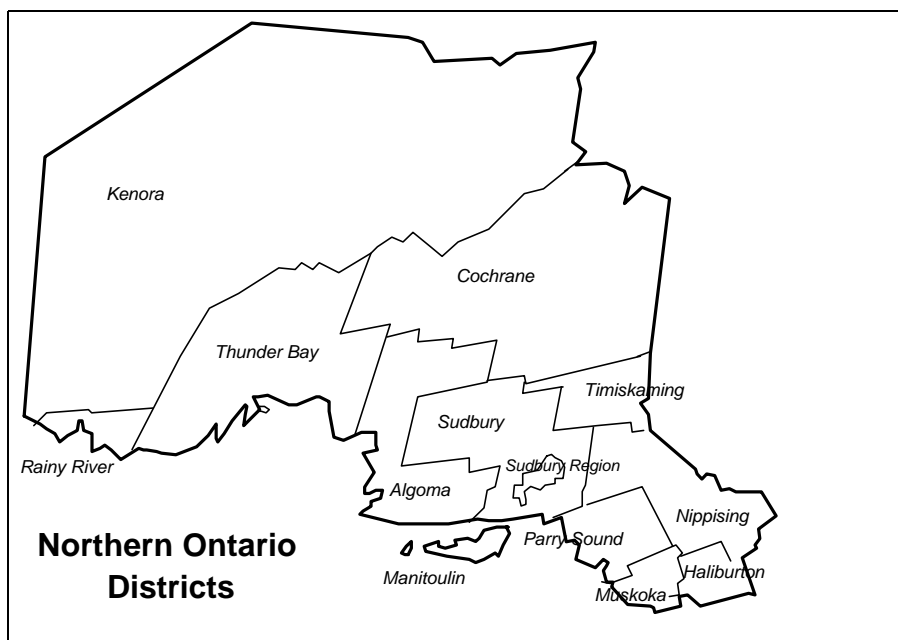 Kenora
Cochrane
Thunder Bay
Timiskaming
Sudbury
Rainy River
Sudbury Region
Algoma
Nippising
Northern Ontario
Districts
Parry Sound
Manitoulin
Haliburton
Muskoka